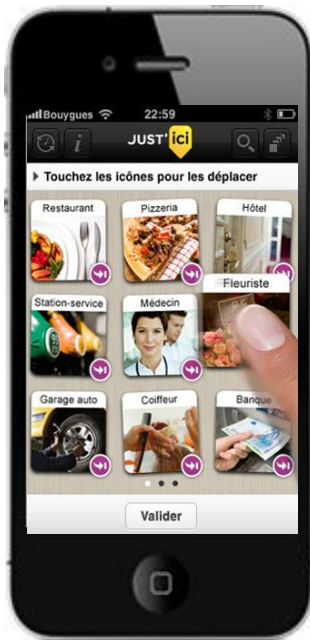 Bouygues 22:59
JUST' ici
Touchez les icônes pour les déplacer
Restaurant Pizzeria Hôtel
Fleuriste
Station-service Médecin
Garage auto Coiffeur Banque
Valider